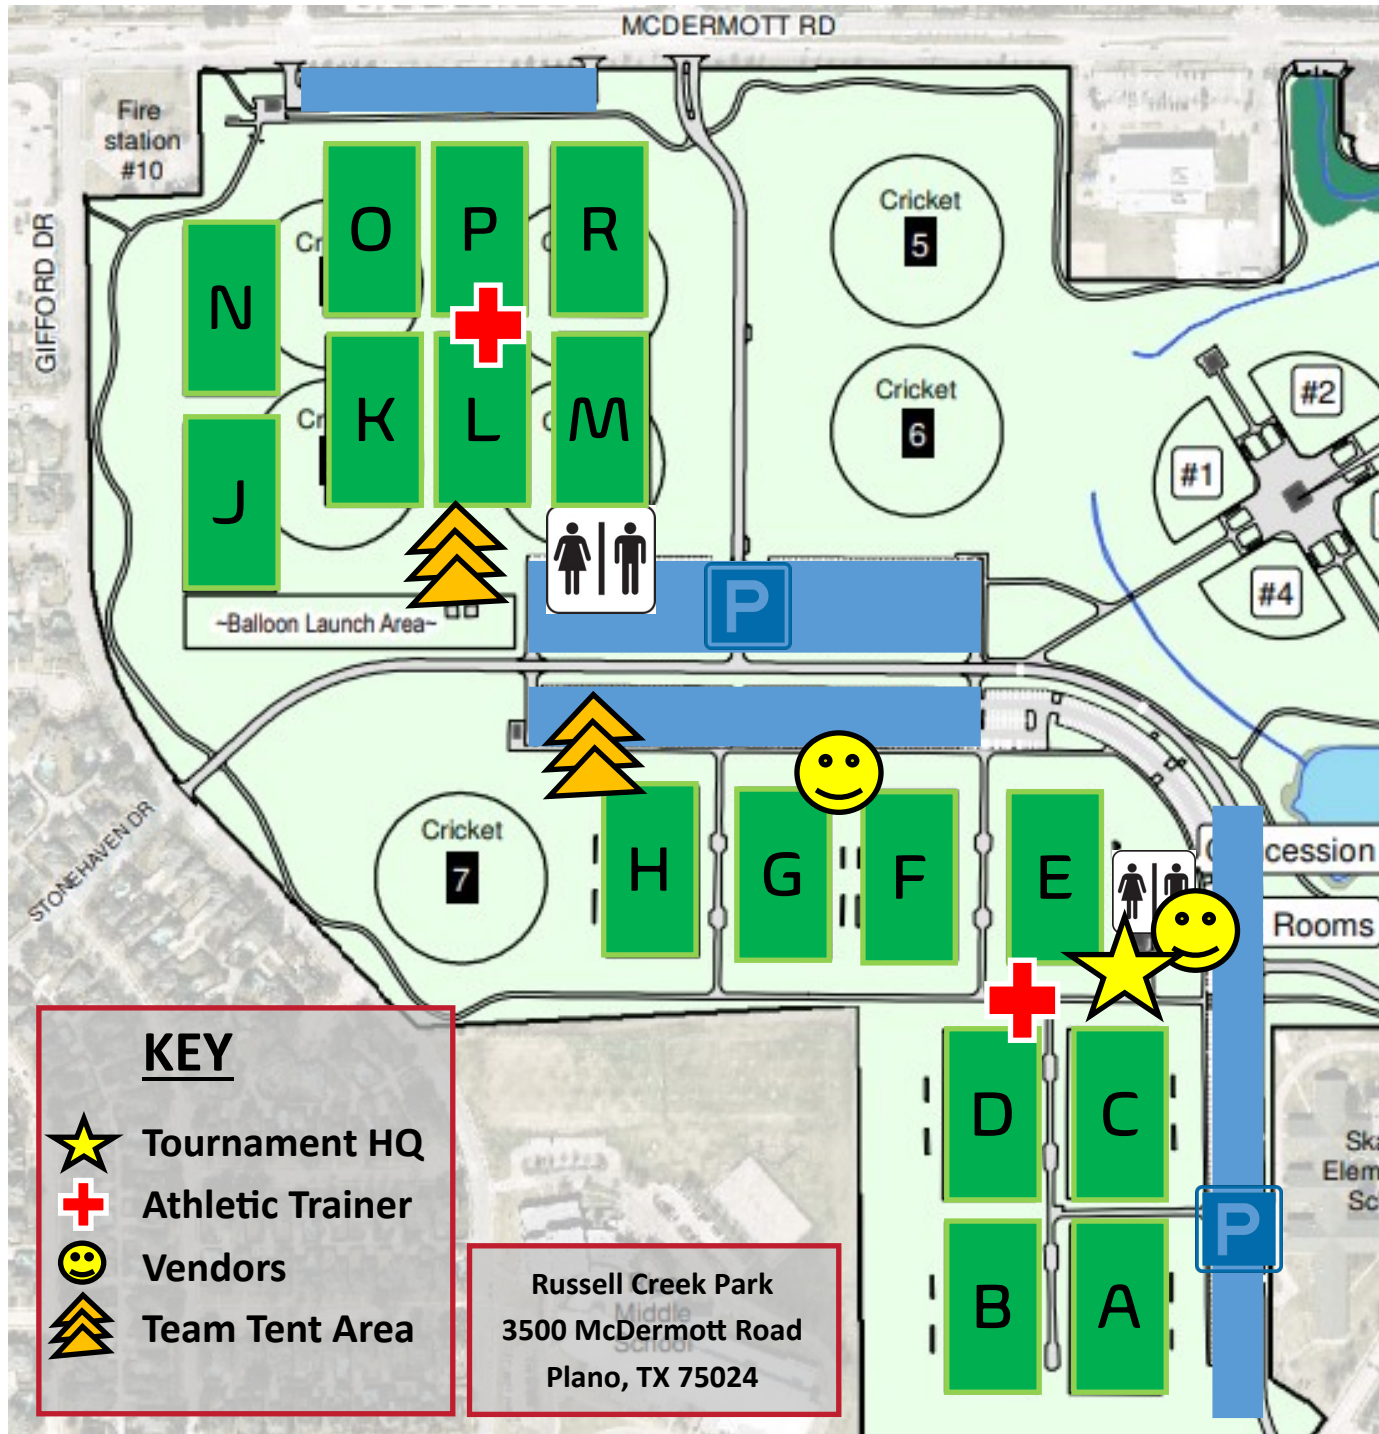 MCDERMOTT RD
Fire
station
#10
GIFFORD DR
STONEHAVEN DR
O
P
R
N
K
L
M
J
Cricket
5
Cricket
6
#2
#1
#4
~Balloon Launch Area~
P
Cricket
7
H
G
F
E
Rooms
D
C
B
A
P
KEY
Tournament HQ
Athletic Trainer
Vendors
Team Tent Area
Russell Creek Park
Middle
3500 McDermott Road
School
Plano, TX 75024